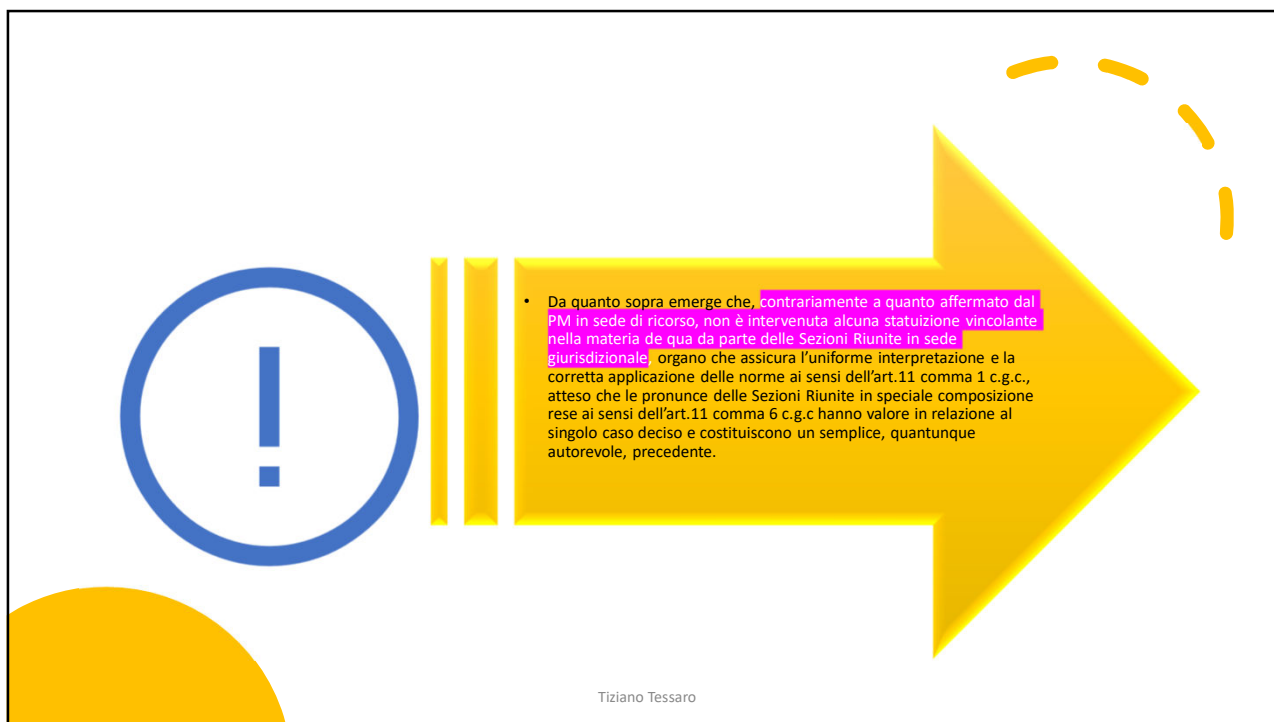 • Da quanto sopra emerge che, contrariamente a quanto affermato dal
PM in sede di ricorso, non è intervenuta alcuna statuizione vincolante
nella materia de qua da parte delle Sezioni Riunite in sede
giurisdizionale, organo che assicura l’uniforme interpretazione e la
corretta applicazione delle norme ai sensi dell’art.11 comma 1 c.g.c.,
atteso che le pronunce delle Sezioni Riunite in speciale composizione
rese ai sensi dell’art.11 comma 6 c.g.c hanno valore in relazione al
singolo caso deciso e costituiscono un semplice, quantunque
autorevole, precedente.
Tiziano Tessaro